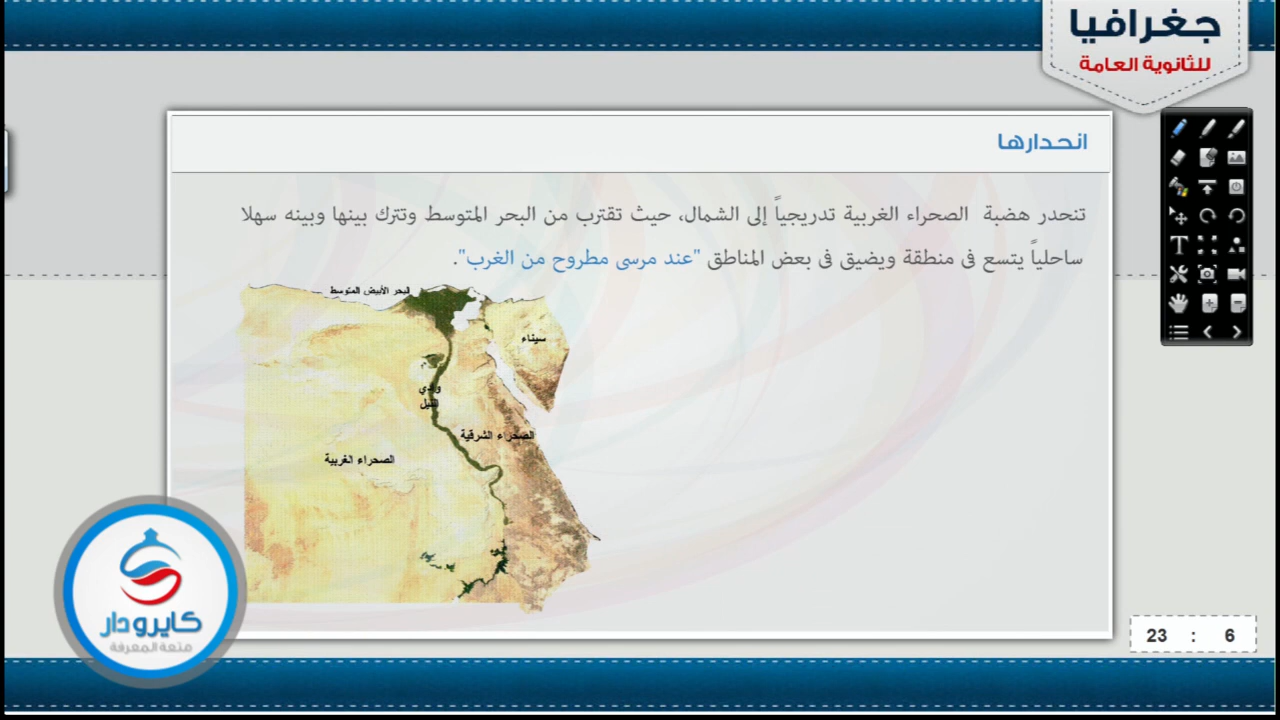 جغرافيا
للثانوية العامة
انحدارها
تنحدر هضبة الصحراء الغربية تدريجياً إلى الشمال، حيث تقترب من البحر المتوسط وتترك بينها وبينه سهلا
ساحلياً يتسع فى منطقة ويضيق فى بعض المناطق "عند مرسى مطروح من الغرب".
البحر الأبيض المتوسط
سيناء
وادي
النيل
الصحراء الشرقية
الصحراء الغربية
كايرودار
متعة المعرفة
23 : 6